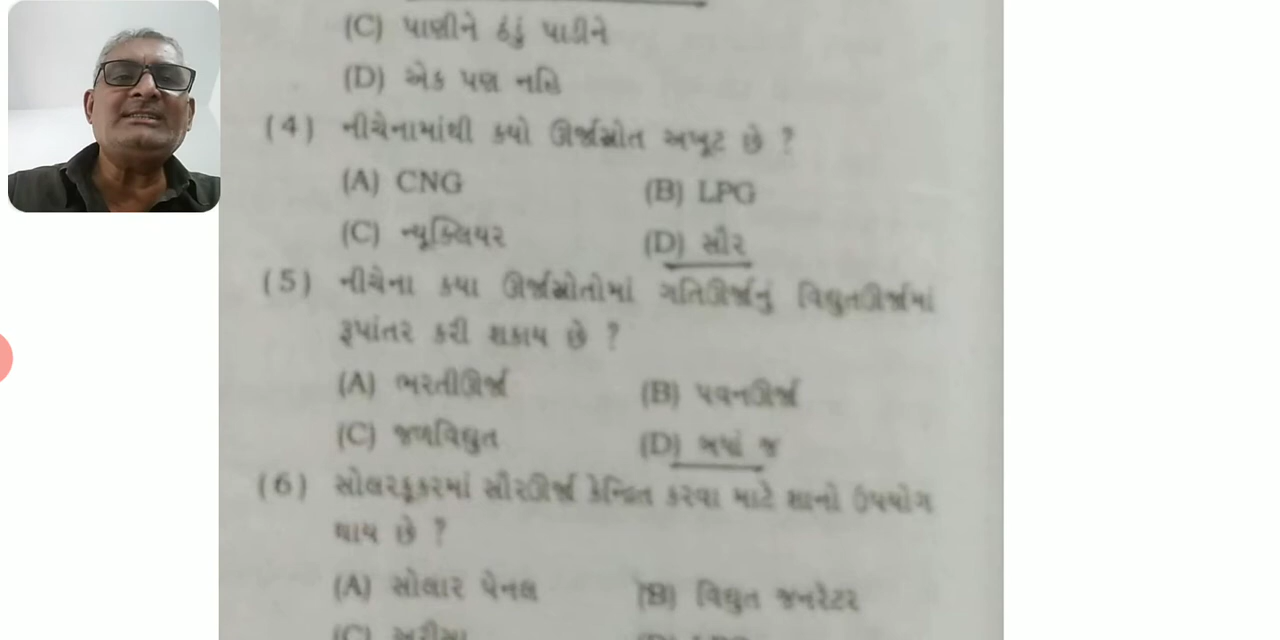 (C) પાણીને ઠંડું પાડીને
(D) એક પણ નહિ
(4) નીચેનામાંથી કયો ઊર્જાસ્રોત અખૂટ છે ?
(A) CNG (B) LPG
(C) ન્યૂક્લિયર (D) સૌર
(5) નીચેના કયા ઊર્જાસ્રોતોમાં ગતિઊર્જાનું વિદ્યુતઊર્જામાં
રૂપાંતર કરી શકાય છે ?
(A) ભરતીઊર્જા (B) પવનઊર્જા
(C) જળવિદ્યુત (D) બધાં જ
(6) સોલરકૂકરમાં સૌરઊર્જા કેન્દ્રિત કરવા માટે શાનો ઉપયોગ
થાય છે ?
(A) સોલાર પેનલ (B) વિદ્યુત જનરેટર
(C) અરીસા